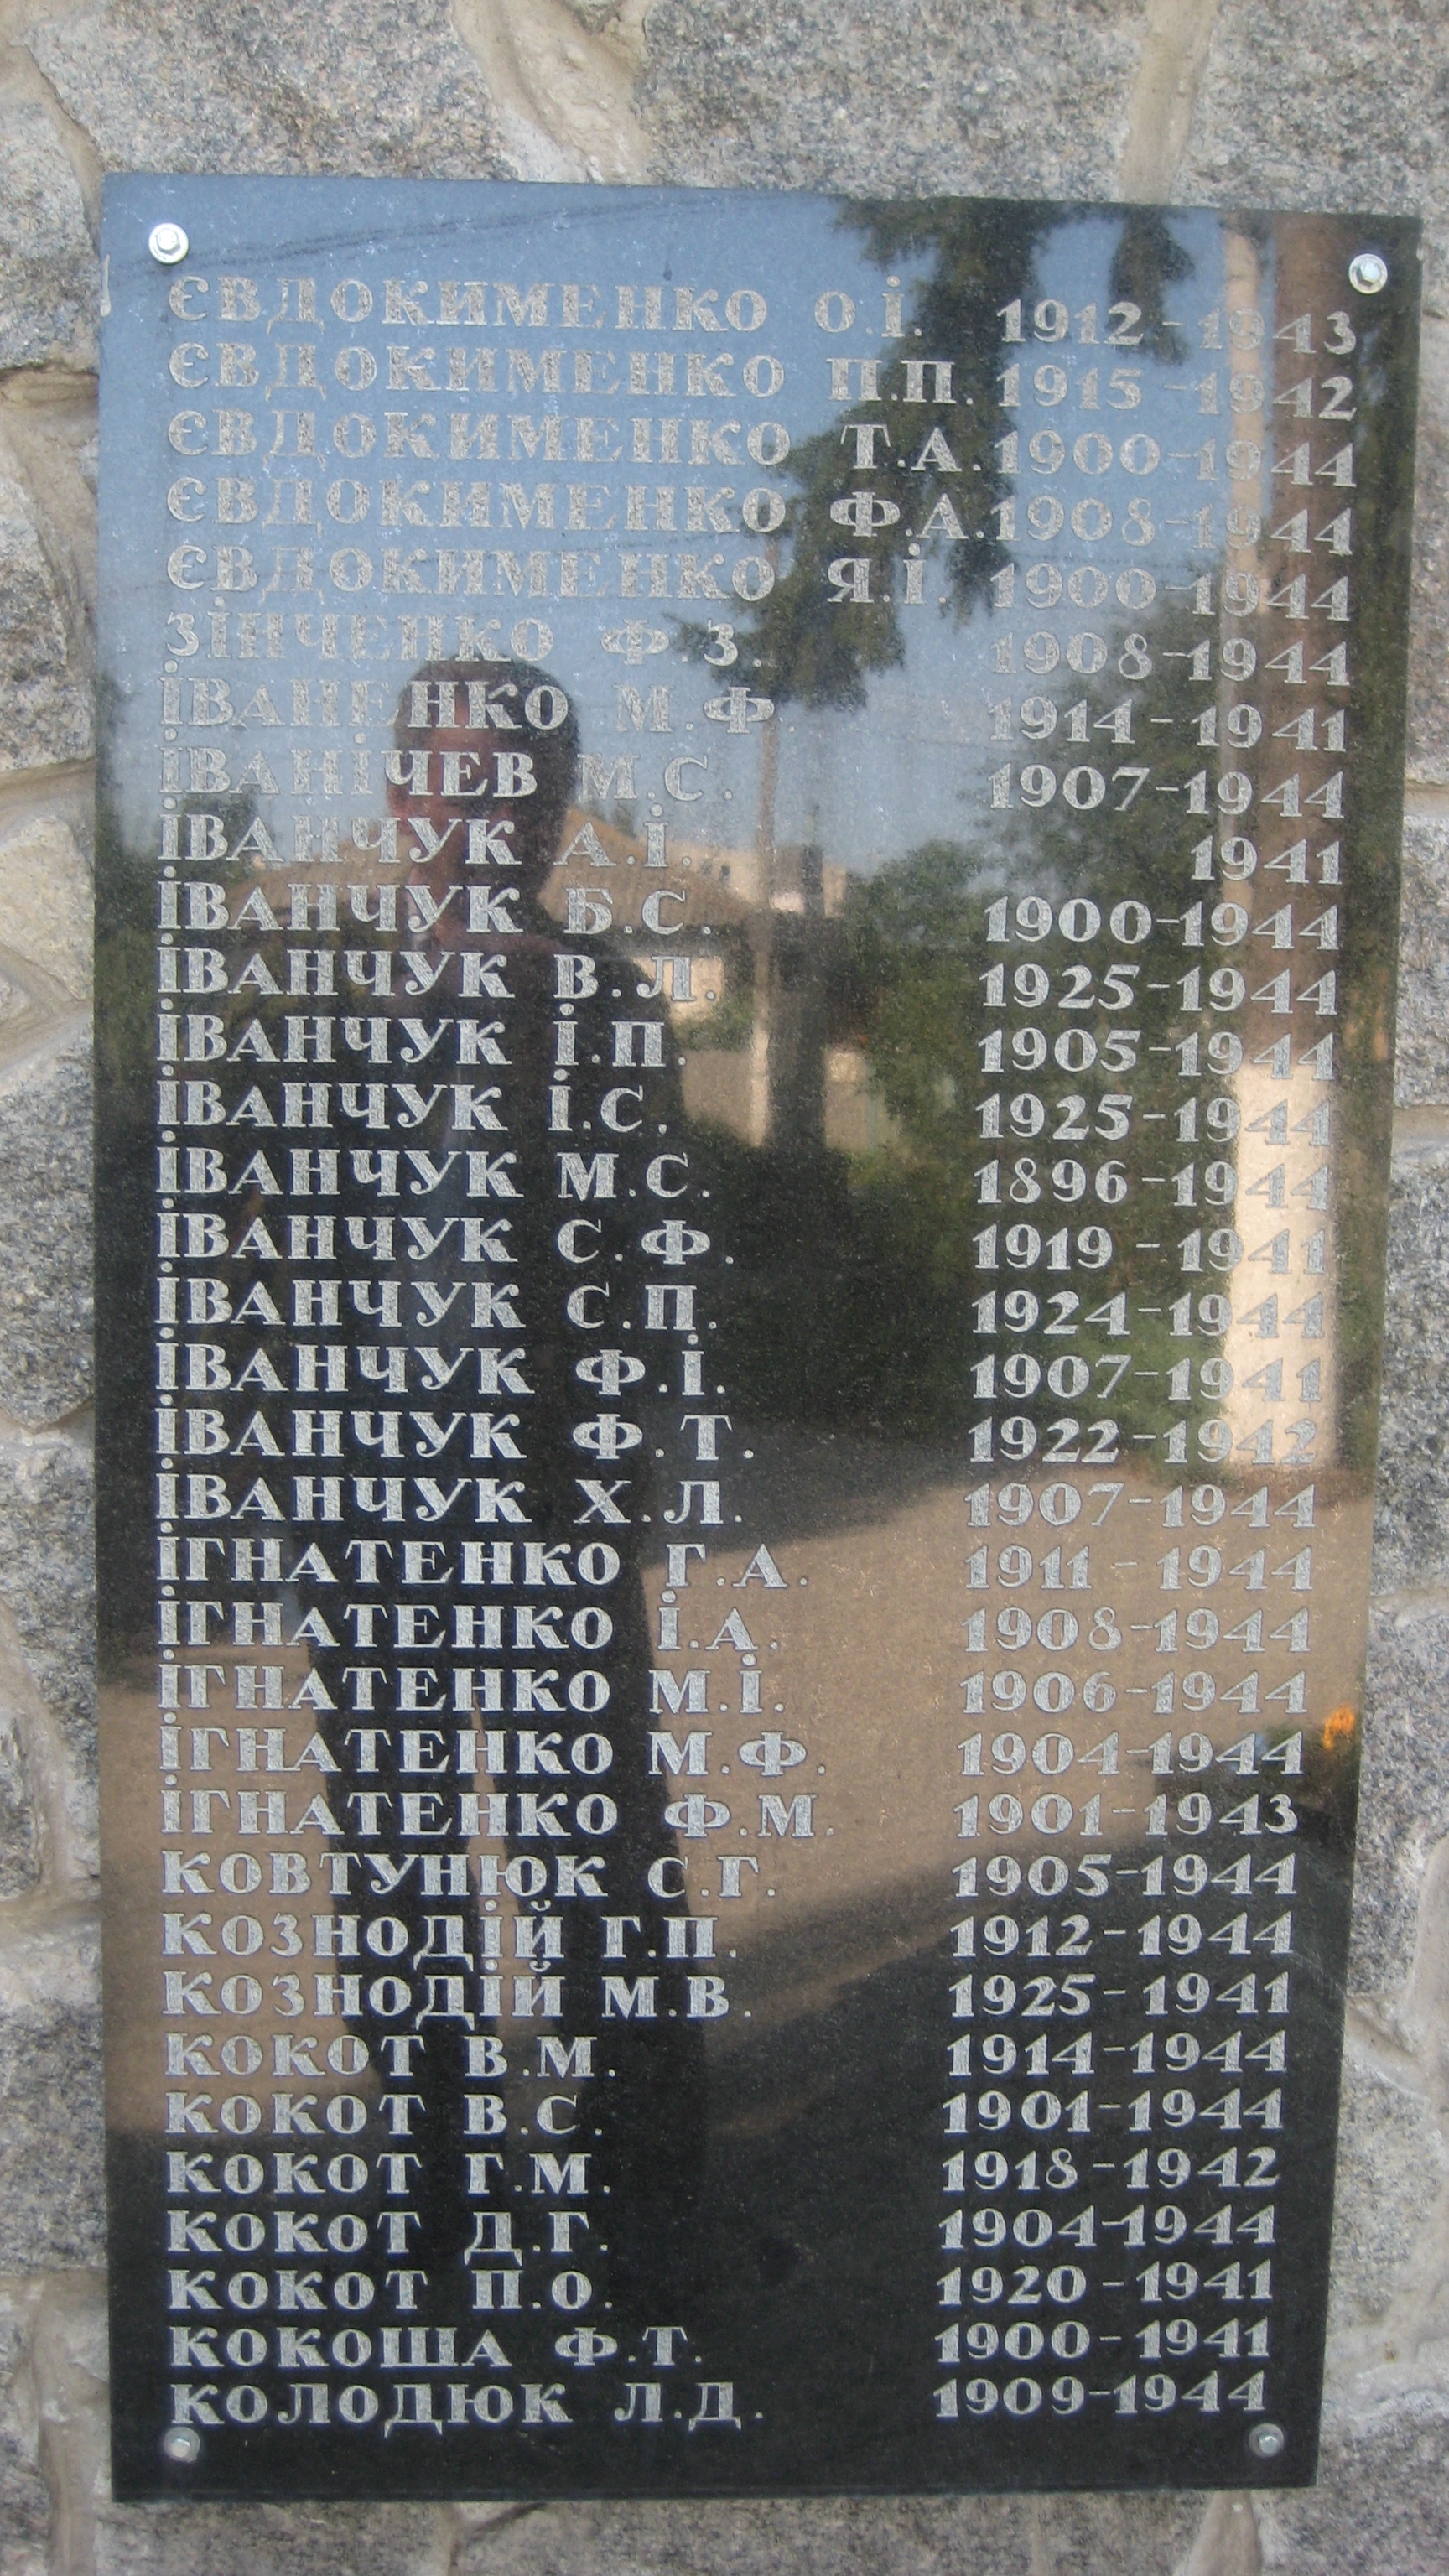 ЄВДОКИМЕНКО О.І. 1912-1943
ЄВДОКИМЕНКО П.П. 1915-1942
ЄВДОКИМЕНКО Т.А. 1900-1944
ЄВДОКИМЕНКО Ф.А. 1908-1944
ЄВДОКИМЕНКО Я.І. 1900-1944
ЗІНЧЕНКО Ф.З. 1908-1944
ІВАНЕНКО М.Ф. 1914-1941
ІВАНІЧЕВ М.С. 1907-1944
ІВАНЧУК А.І. 1941
ІВАНЧУК Б.С. 1900-1944
ІВАНЧУК В.Л. 1925-1944
ІВАНЧУК І.П. 1905-1944
ІВАНЧУК І.С. 1925-1944
ІВАНЧУК М.С. 1896-1944
ІВАНЧУК С.Ф. 1919-1941
ІВАНЧУК С.П. 1924-1944
ІВАНЧУК Ф.І. 1907-1941
ІВАНЧУК Ф.Т. 1922-1942
ІВАНЧУК Х.Л. 1907-1944
ІГНАТЕНКО Г.А. 1911-1944
ІГНАТЕНКО І.А. 1908-1944
ІГНАТЕНКО М.І. 1906-1944
ІГНАТЕНКО М.Ф. 1904-1944
ІГНАТЕНКО Ф.М. 1901-1943
КОВТУНЮК С.Г. 1905-1944
КОЗНОДІЙ Г.П. 1912-1944
КОЗНОДІЙ М.В. 1925-1941
КОКОТ В.М. 1914-1944
КОКОТ В.С. 1901-1944
КОКОТ Г.М. 1918-1942
КОКОТ Д.Г. 1904-1944
КОКОТ П.О. 1920-1941
КОКОША Ф.Т. 1900-1941
КОЛОДЮК Л.Д. 1909-1944